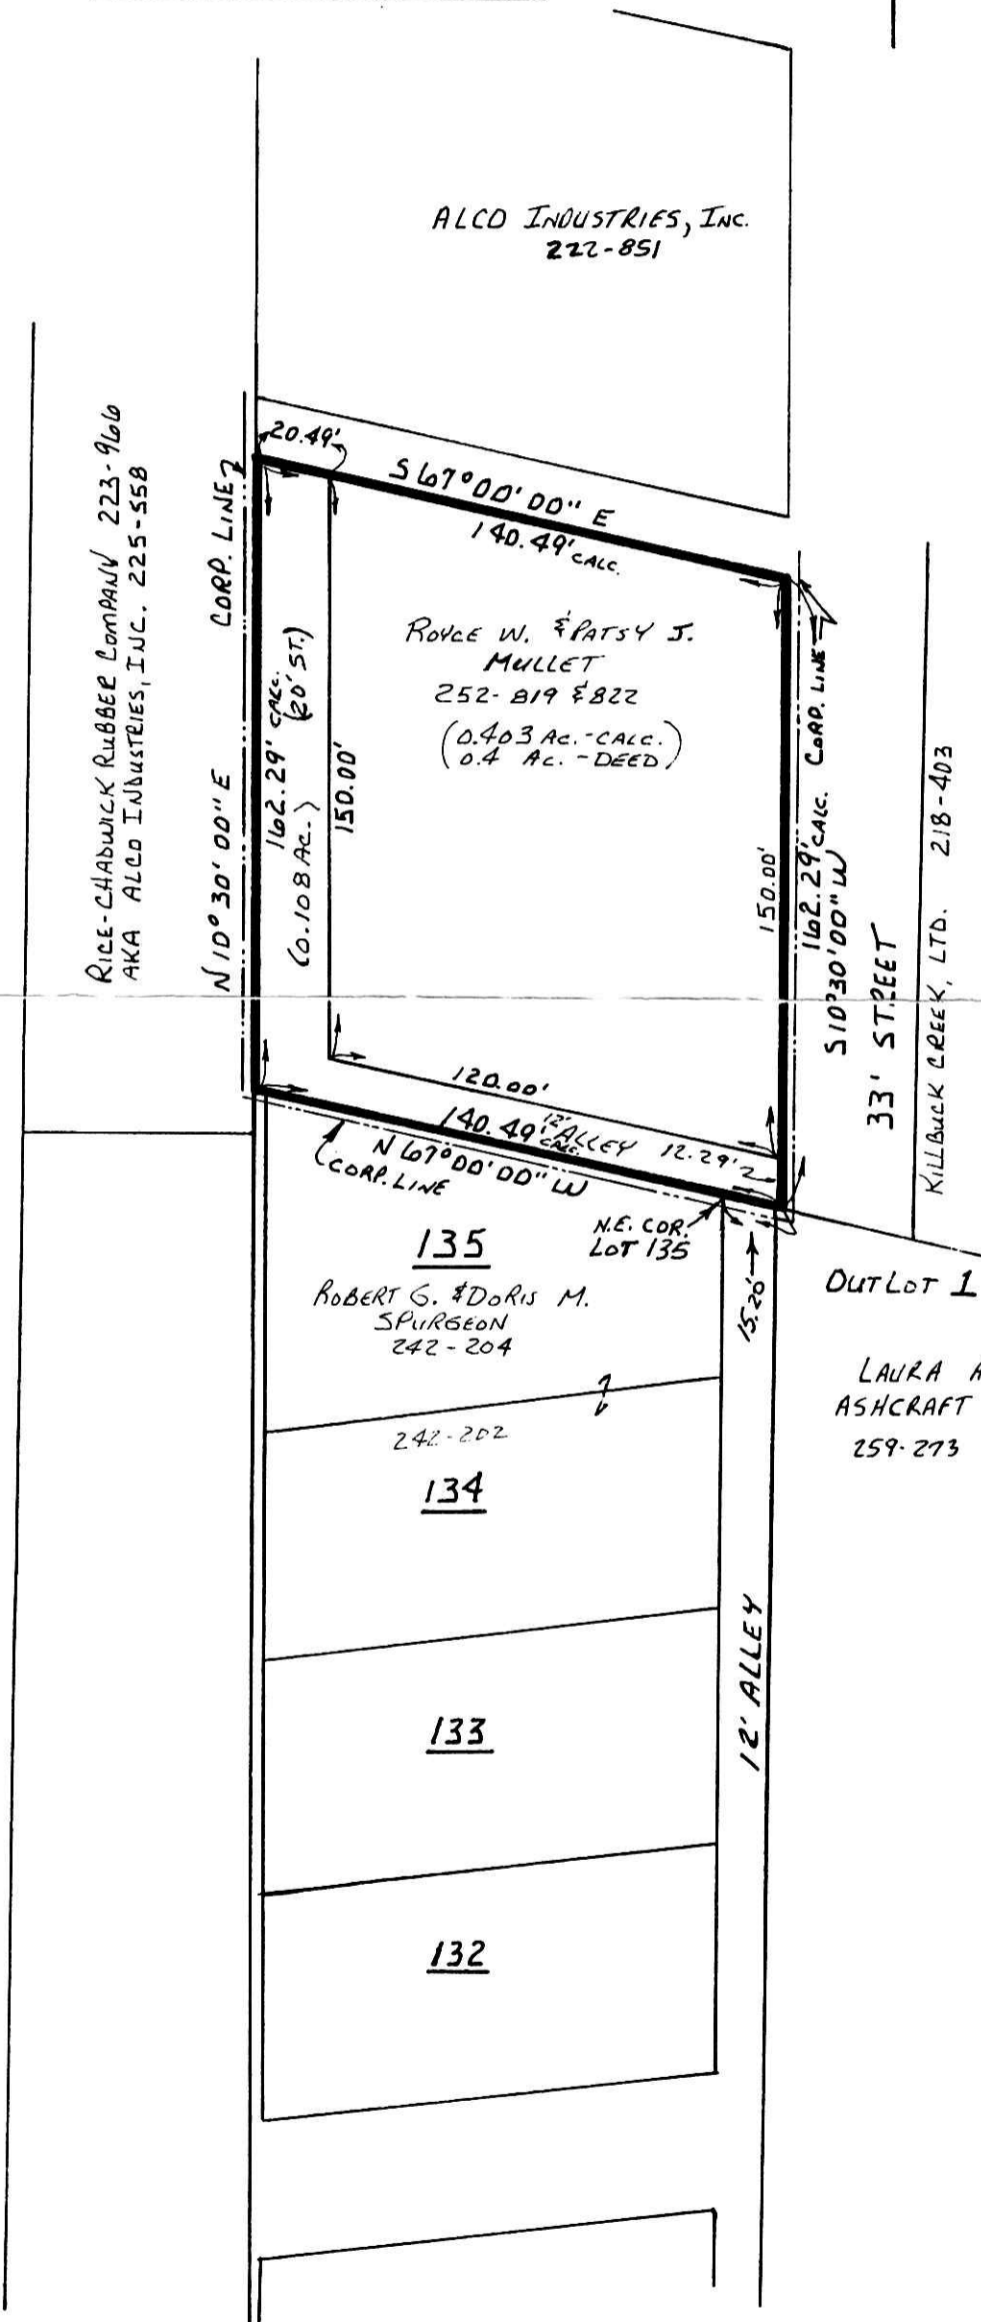 ALCO INDUSTRIES, INC.
222-851
RICE-CHADWICK RUBBER COMPANY 223-966
AKA ALCO INDUSTRIES, INC. 225-558
N 10° 30' 00" E
CORP. LINE
20.49'
S 67° 00' 00" E
140.49' CALC.
162.29' CALC.
(20' ST.)
(0.108 AC.)
150.00'
ROYCE W. & PATSY J.
MULLET
252-819 & 822
(0.403 AC.-CALC.)
(0.4 AC.-DEED)
150.00'
162.29' CALC. CORP. LINE
S 10° 30' 00" W
33' STREET
KILLBUCK CREEK, LTD. 218-403
120.00'
140.49' CALC.
12' ALLEY
12.29'
N 67° 00' 00" W
CORP. LINE
N.E. COR.
LOT 135
15.20'
135
ROBERT G. & DORIS M.
SPURGEON
242-204
OUTLOT 1
LAURA A
ASHCRAFT
259-273
242-202
134
133
12' ALLEY
132